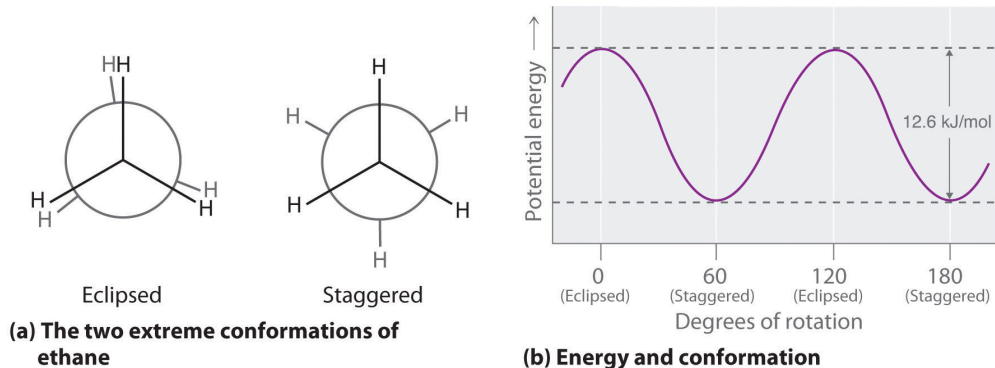 HH
H
H
H
H
Eclipsed
H
H
H
H
H
H
Staggered
(a) The two extreme conformations of
ethane
Potential energy →
12.6 kJ/mol
0
60
120
180
(Eclipsed)
(Staggered)
(Eclipsed)
(Staggered)
Degrees of rotation
(b) Energy and conformation